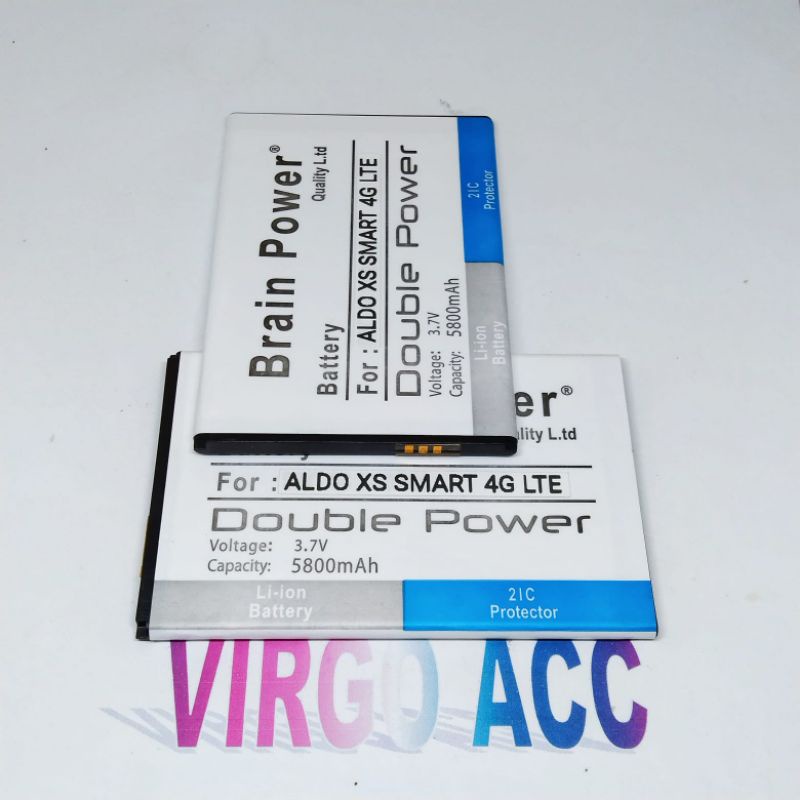 Brain Power®
Quality L.td
Battery
For : ALDO XS SMART 4G LTE
Double Power
Voltage: 3.7V
Capacity: 5800mAh
Li-ion
Battery
2IC
Protector
er®
ality L.td
y
For : ALDO XS SMART 4G LTE
Double Power
Voltage: 3.7V
Capacity: 5800mAh
Li-ion
Battery
2IC
Protector
VIRGO ACC